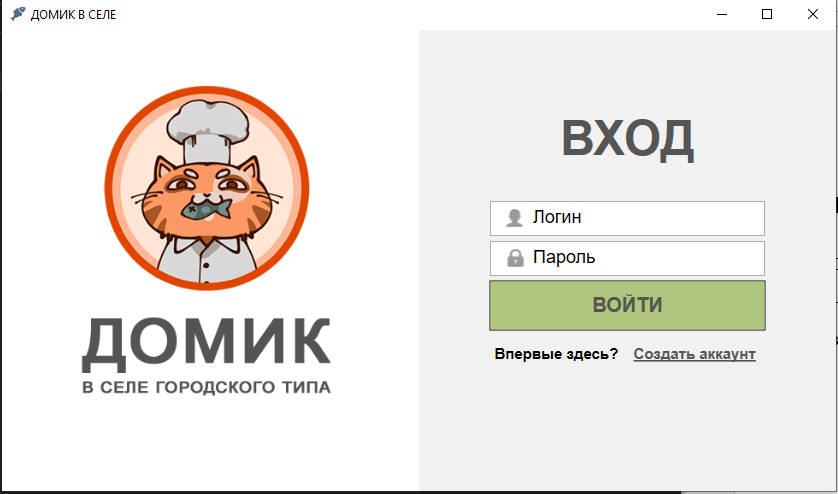 ДОМИК В СЕЛЕ
ДОМИК
В СЕЛЕ ГОРОДСКОГО ТИПА
ВХОД
Логин
Пароль
ВОЙТИ
Впервые здесь? Создать аккаунт